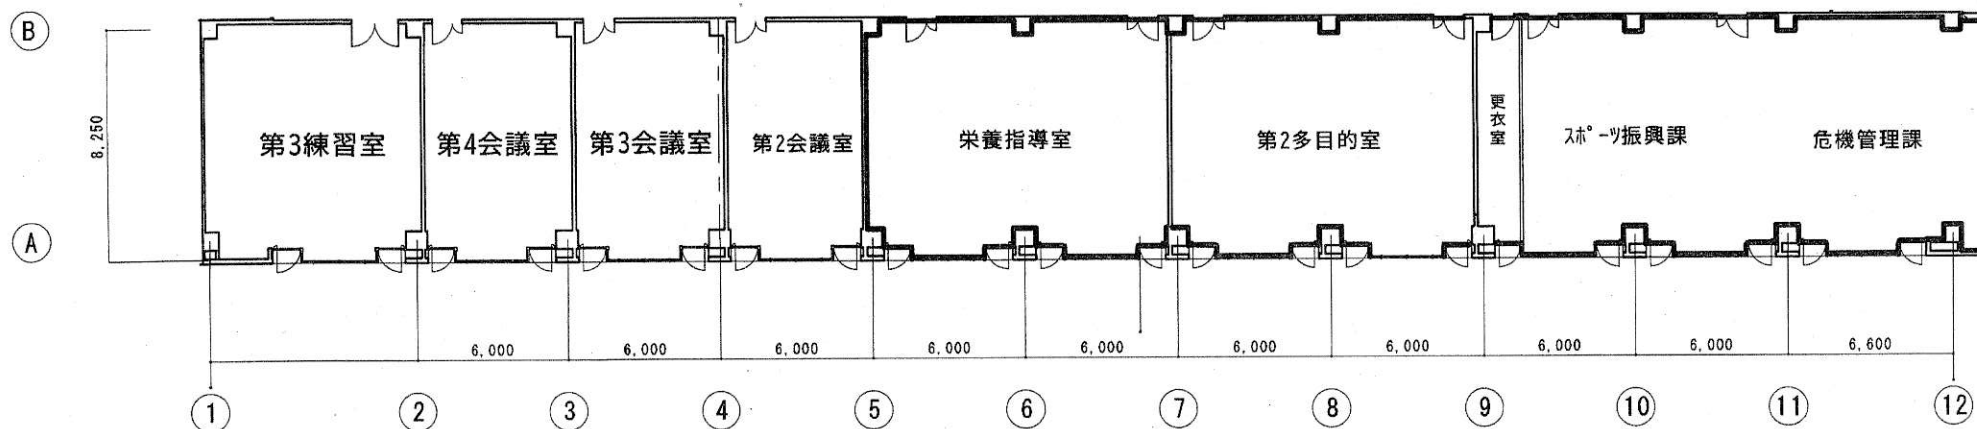 B
第3練習室
第4会議室
第3会議室
第2会議室
栄養指導室
第2多目的室
更衣室
スポーツ振興課
危機管理課
8,250
A
6,000
6,000
6,000
6,000
6,000
6,000
6,000
6,000
6,000
6,600
1
2
3
4
5
6
7
8
9
10
11
12